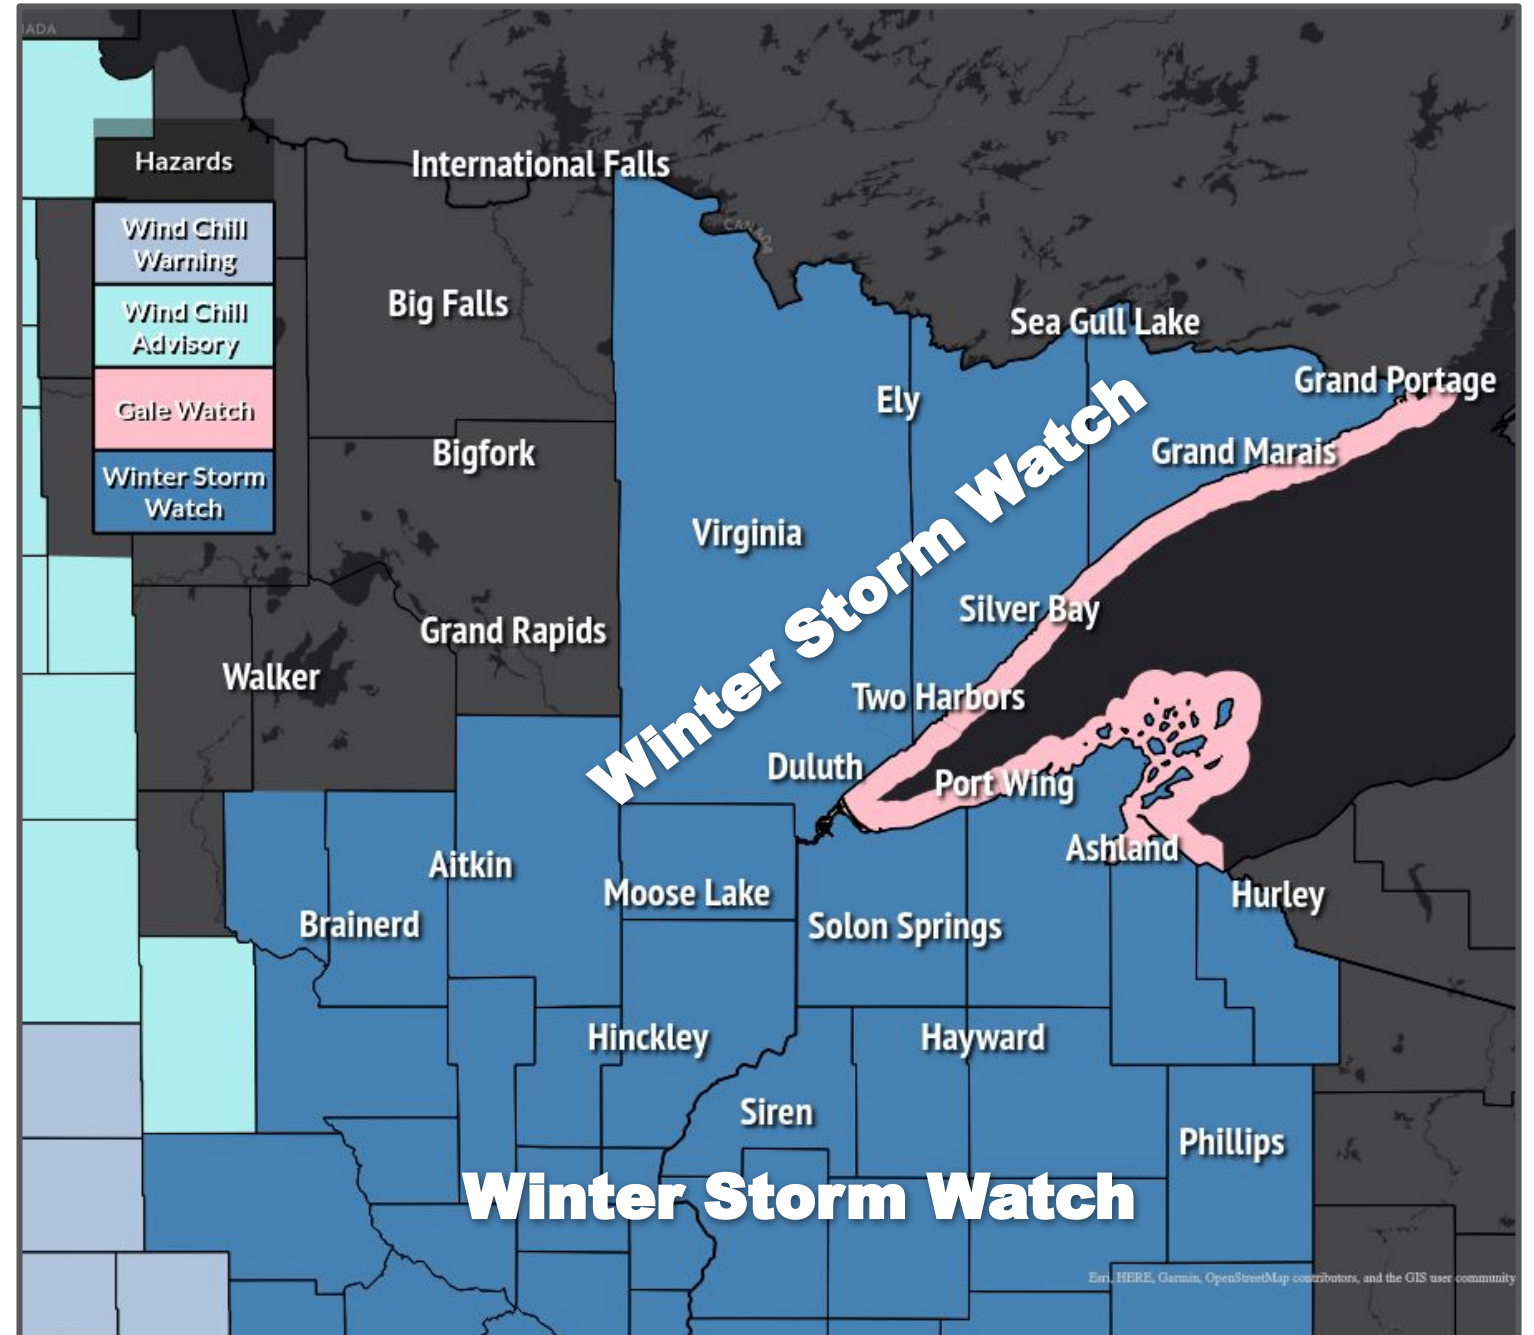 Hazards
Wind Chill
Warning
Wind Chill
Advisory
Gale Watch
Winter Storm
Watch
International Falls
CANADA
Big Falls
Sea Gull Lake
Grand Portage
Ely
Grand Marais
Bigfork
Virginia
Winter Storm Watch
Silver Bay
Grand Rapids
Walker
Two Harbors
Duluth
Port Wing
Ashland
Aitkin
Moose Lake
Hurley
Brainerd
Solon Springs
Hinckley
Hayward
Siren
Phillips
Winter Storm Watch
Esri, HERE, Garmin, OpenStreetMap contributors, and the GIS user community